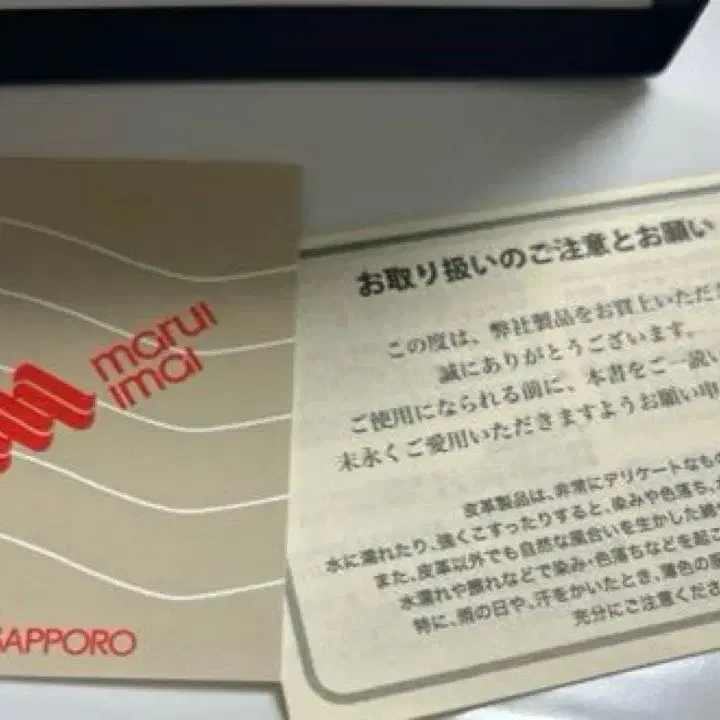 marui
imai
SAPPORO
お取り扱いのご注意とお願い
この度は、弊社製品をお買上いただき
誠にありがとうございます。
ご使用になられる前に、本書をご一読い
末永くご愛用いただきますようお願い申
皮革製品は、非常にデリケートなもの
水に濡れたり、強くこすったりすると、染みや色落ち、
また、皮革以外でも自然な風合いを生かした
水濡れや擦れなどで染み・色落ちなどを起こ
特に、雨の日や、汗をかいたとき、薄色の
充分にご注意くださ